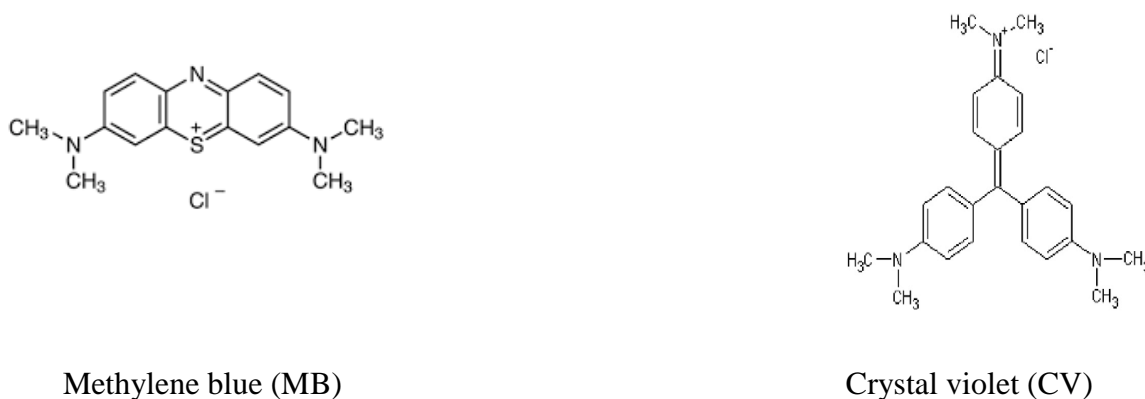 N
CH₃ + CH₃
N S N
CH₃ CH₃
Cl −
H₃C CH₃
N⁺
Cl⁻
H₃C N N CH₃
CH₃ CH₃
Methylene blue (MB)
Crystal violet (CV)